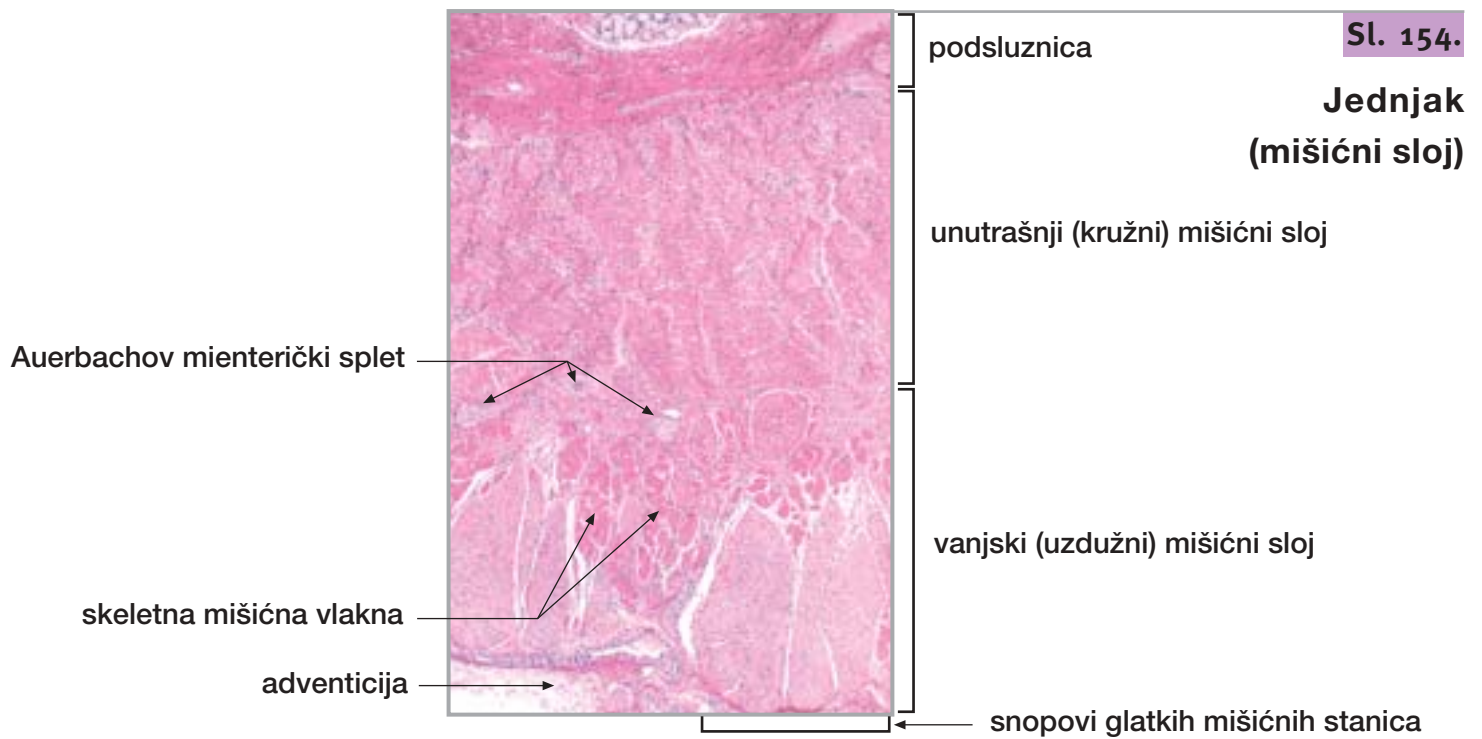 Sl. 154.
Jednjak
(mišićni sloj)
podsluznica
unutrašnji (kružni) mišićni sloj
Auerbachov mienterički splet
vanjski (uzdužni) mišićni sloj
skeletna mišićna vlakna
adventicija
snopovi glatkih mišićnih stanica